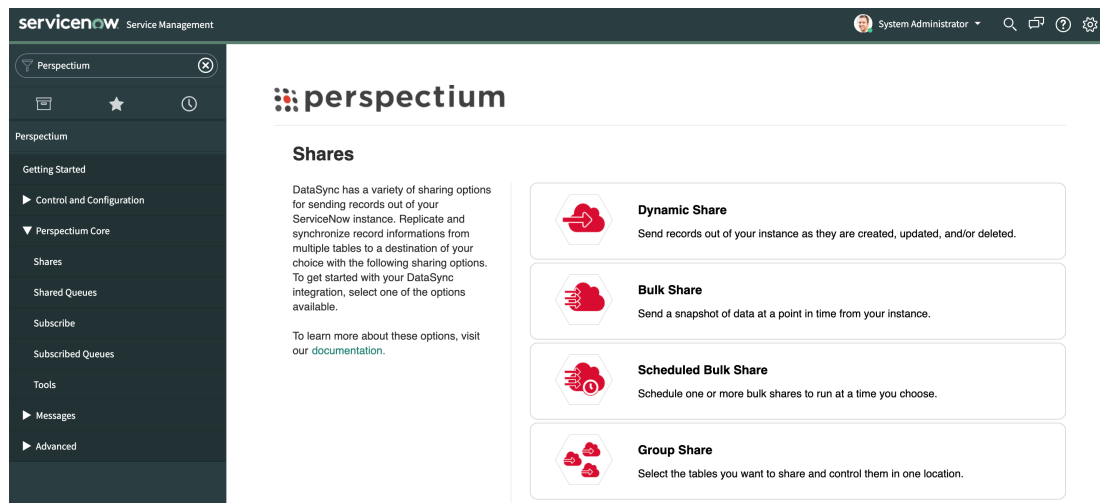 servicenow Service Management
System Administrator
Perspectium
Perspectium
Getting Started
Control and Configuration
Perspectium Core
Shares
Shared Queues
Subscribe
Subscribed Queues
Tools
Messages
Advanced
perspectium
Shares
DataSync has a variety of sharing options
for sending records out of your
ServiceNow instance. Replicate and
synchronize record informations from
multiple tables to a destination of your
choice with the following sharing options.
To get started with your DataSync
integration, select one of the options
available.
To learn more about these options, visit
our documentation.
Dynamic Share
Send records out of your instance as they are created, updated, and/or deleted.
Bulk Share
Send a snapshot of data at a point in time from your instance.
Scheduled Bulk Share
Schedule one or more bulk shares to run at a time you choose.
Group Share
Select the tables you want to share and control them in one location.